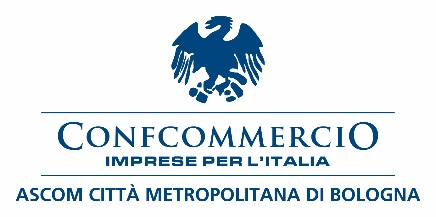 CONFCOMMERCIO
IMPRESE PER L'ITALIA
ASCOM CITTÀ METROPOLITANA DI BOLOGNA